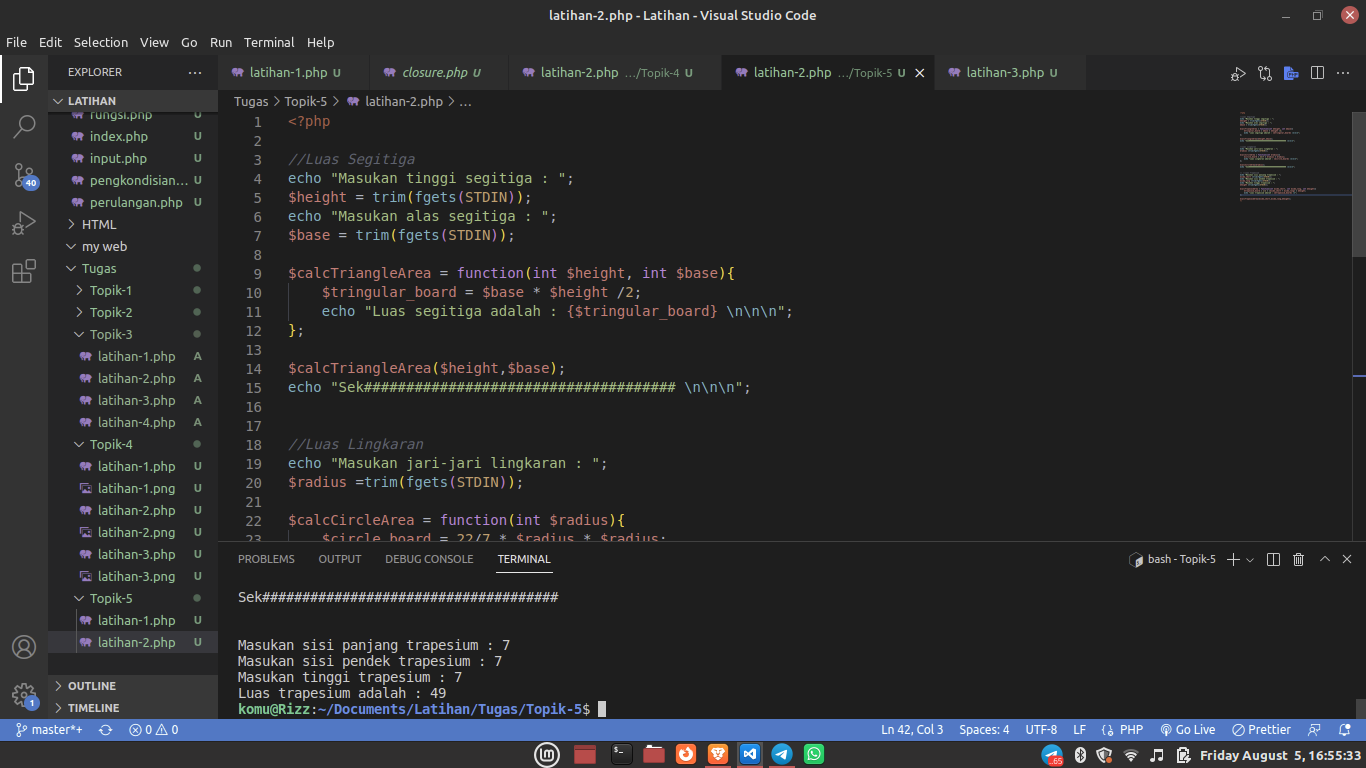 latihan-2.php - Latihan - Visual Studio Code
File Edit Selection View Go Run Terminal Help
EXPLORER
latihan-1.php U
closure.php U
latihan-2.php .../Topik-4 U
latihan-2.php .../Topik-5 U
latihan-3.php U
LATIHAN
fungsi.php U
index.php U
input.php U
pengkondisian... U
perulangan.php U
HTML
my web
Tugas
Topik-1
Topik-2
Topik-3
latihan-1.php A
latihan-2.php A
latihan-3.php A
latihan-4.php A
Topik-4
latihan-1.php U
latihan-1.png U
latihan-2.php U
latihan-2.png U
latihan-3.php U
latihan-3.png U
Topik-5
latihan-1.php U
latihan-2.php U
OUTLINE
TIMELINE
40
1
Tugas > Topik-5 > latihan-2.php > ...
1 <?php
2
3 //Luas Segitiga
4 echo "Masukan tinggi segitiga : ";
5 $height = trim(fgets(STDIN));
6 echo "Masukan alas segitiga : ";
7 $base = trim(fgets(STDIN));
8
9 $calcTriangleArea = function(int $height, int $base){
10 $tringular_board = $base * $height /2;
11 echo "Luas segitiga adalah : {$tringular_board} \n\n\n";
12 };
13
14 $calcTriangleArea($height,$base);
15 echo "Sek##################################### \n\n\n";
16
17
18 //Luas Lingkaran
19 echo "Masukan jari-jari lingkaran : ";
20 $radius =trim(fgets(STDIN));
21
22 $calcCircleArea = function(int $radius){
23 $circle_board = 22/7 * $radius * $radius;
PROBLEMS OUTPUT DEBUG CONSOLE TERMINAL
bash - Topik-5
Sek#####################################
Masukan sisi panjang trapesium : 7
Masukan sisi pendek trapesium : 7
Masukan tinggi trapesium : 7
Luas trapesium adalah : 49
komu@Rizz:~/Documents/Latihan/Tugas/Topik-5$
master*+ 0 0
Ln 42, Col 3 Spaces: 4 UTF-8 LF PHP Go Live Prettier
.65
Friday August 5, 16:55:33